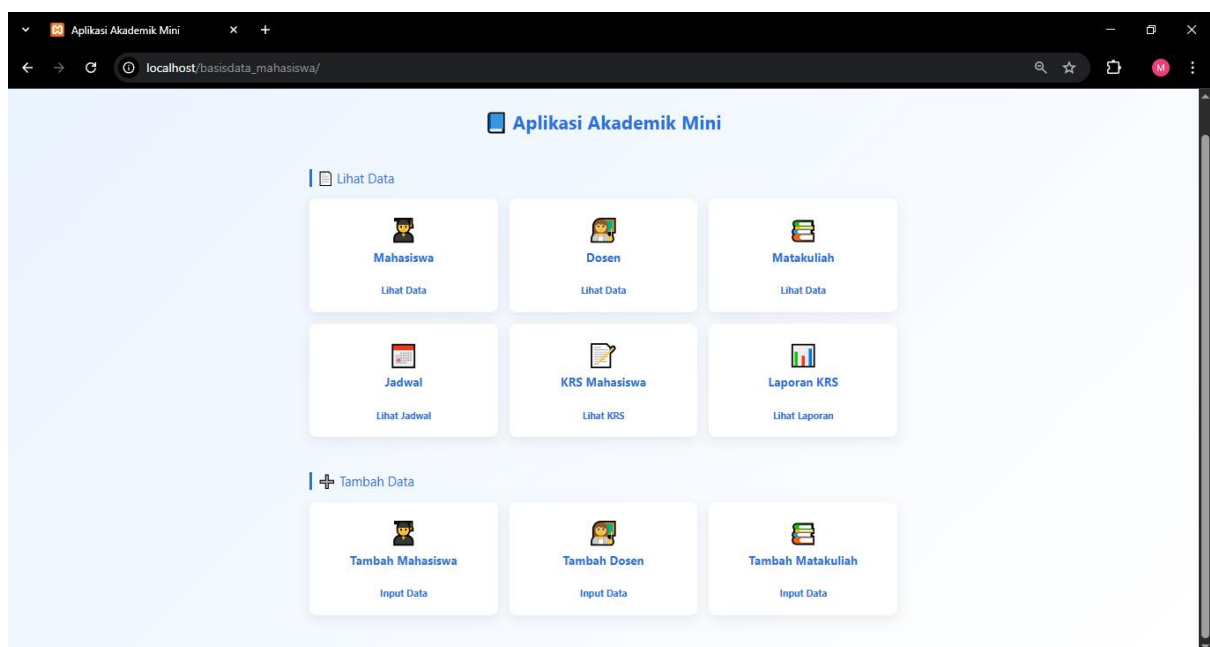 Aplikasi Akademik Mini
localhost/basisdata_mahasiswa/
M
Aplikasi Akademik Mini
Lihat Data
Mahasiswa
Lihat Data
Dosen
Lihat Data
Matakuliah
Lihat Data
Jadwal
Lihat Jadwal
KRS Mahasiswa
Lihat KRS
Laporan KRS
Lihat Laporan
Tambah Data
Tambah Mahasiswa
Input Data
Tambah Dosen
Input Data
Tambah Matakuliah
Input Data